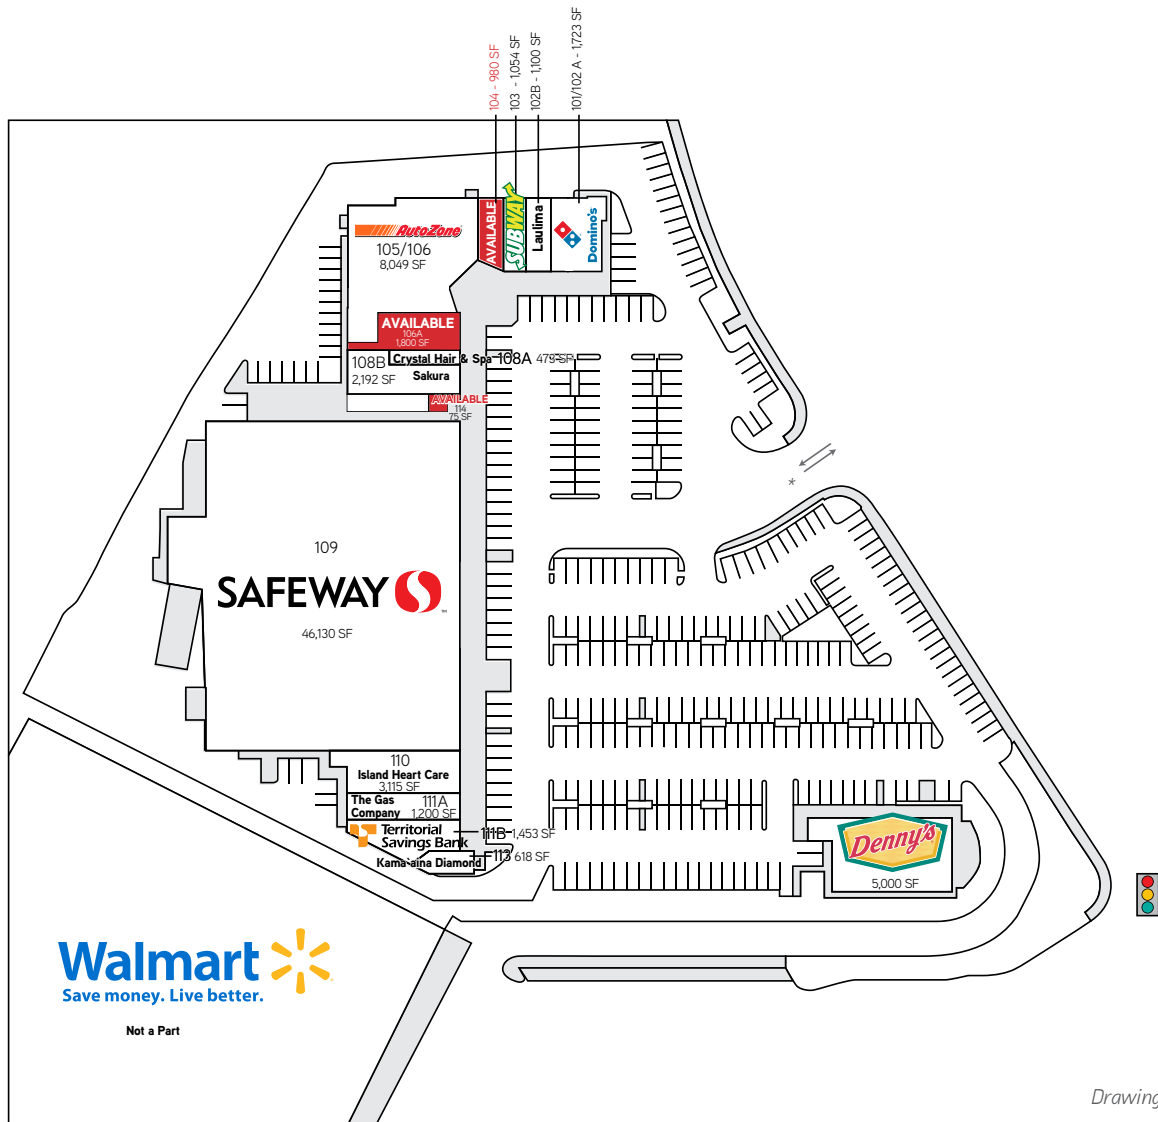 104 - 980 SF
103 - 1,054 SF
102B - 1,100 SF
101/102 A - 1,723 SF
AutoZone
105/106
8,049 SF
AVAILABLE
SUBWAY
Laulima
Domino's
AVAILABLE
106A
1,800 SF
108B
2,192 SF
Crystal Hair & Spa
108A 473 SF
Sakura
AVAILABLE
114
75 SF
*
109
SAFEWAY
46,130 SF
110
Island Heart Care
3,115 SF
The Gas
Company
111A
1,200 SF
Territorial
Savings Bank
111B 1,453 SF
Kama-aina Diamond
113 618 SF
Denny's
5,000 SF
Walmart
Save money. Live better.
Not a Part
Drawing